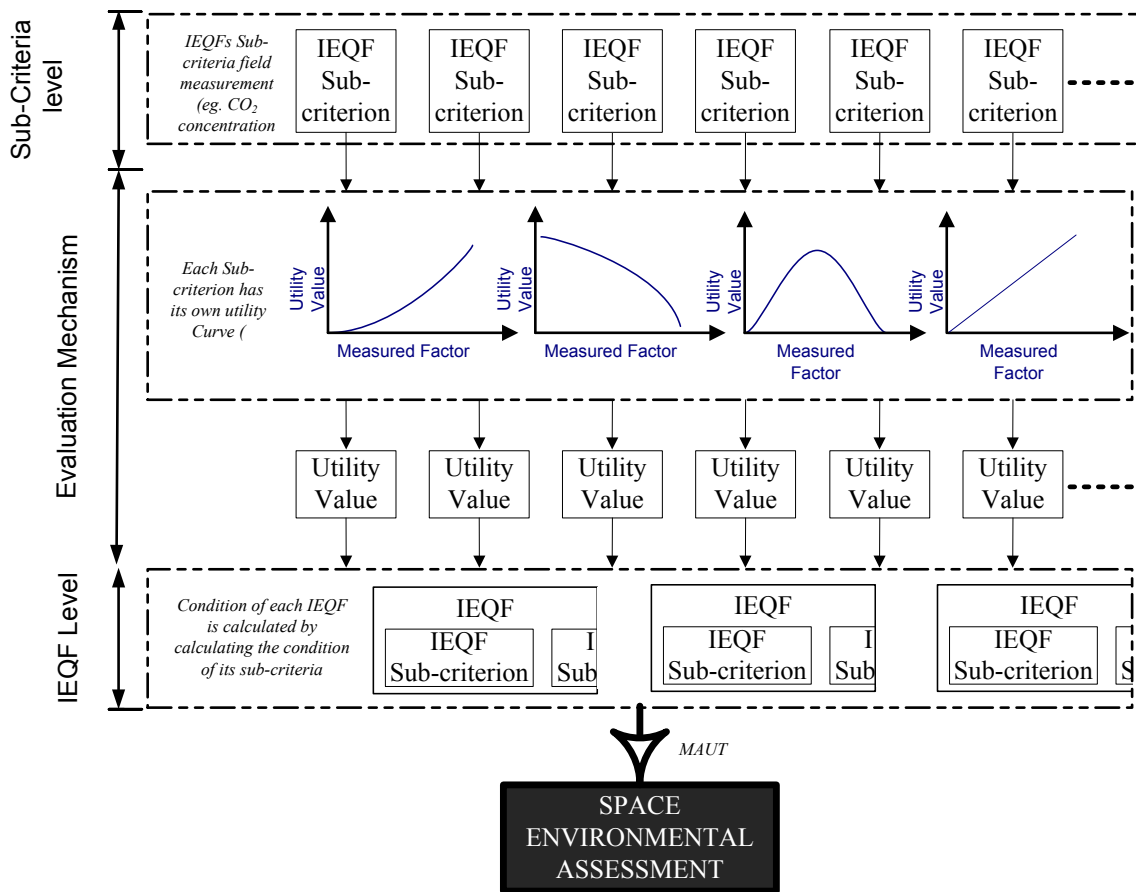 Sub-Criteria
level
IEQFs Sub-
criteria field
measurement
(eg. CO₂
concentration
IEQF
Sub-
criterion
IEQF
Sub-
criterion
IEQF
Sub-
criterion
IEQF
Sub-
criterion
IEQF
Sub-
criterion
IEQF
Sub-
criterion
Evaluation Mechanism
Each Sub-
criterion has
its own utility
Curve (
Utility
Value
Measured Factor
Utility
Value
Measured Factor
Utility
Value
Measured
Factor
Utility
Value
Measured
Factor
Utility
Value
Utility
Value
Utility
Value
Utility
Value
Utility
Value
Utility
Value
IEQF Level
Condition of each IEQF
is calculated by
calculating the condition
of its sub-criteria
IEQF
IEQF
Sub-criterion
I
Sub
IEQF
IEQF
Sub-criterion
I
Sub
IEQF
IEQF
Sub-criterion
S
MAUT
SPACE
ENVIRONMENTAL
ASSESSMENT